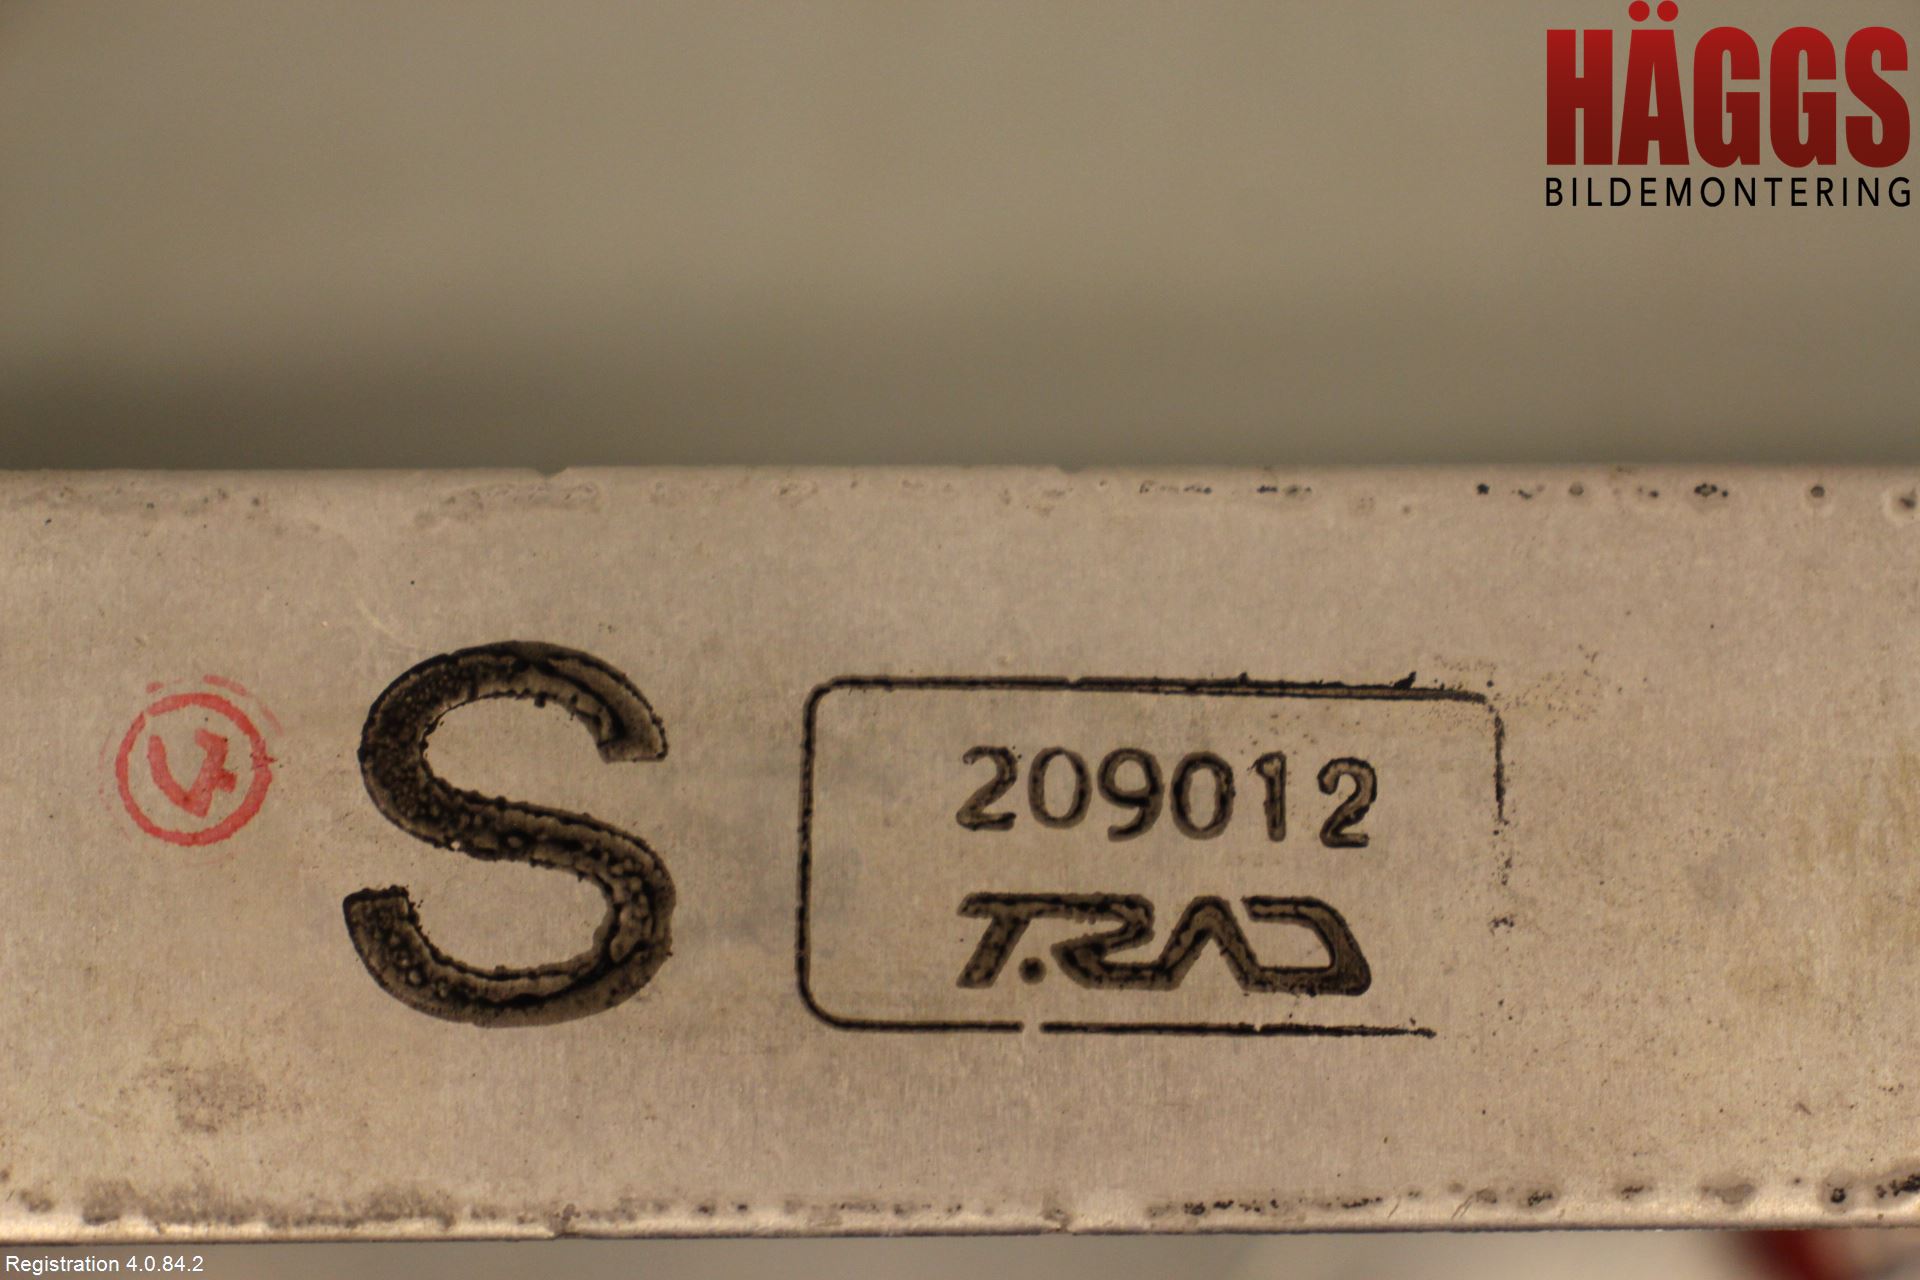 HÄGGS
BILDEMONTERING
S
209012
T.RAD
Registration 4.0.84.2